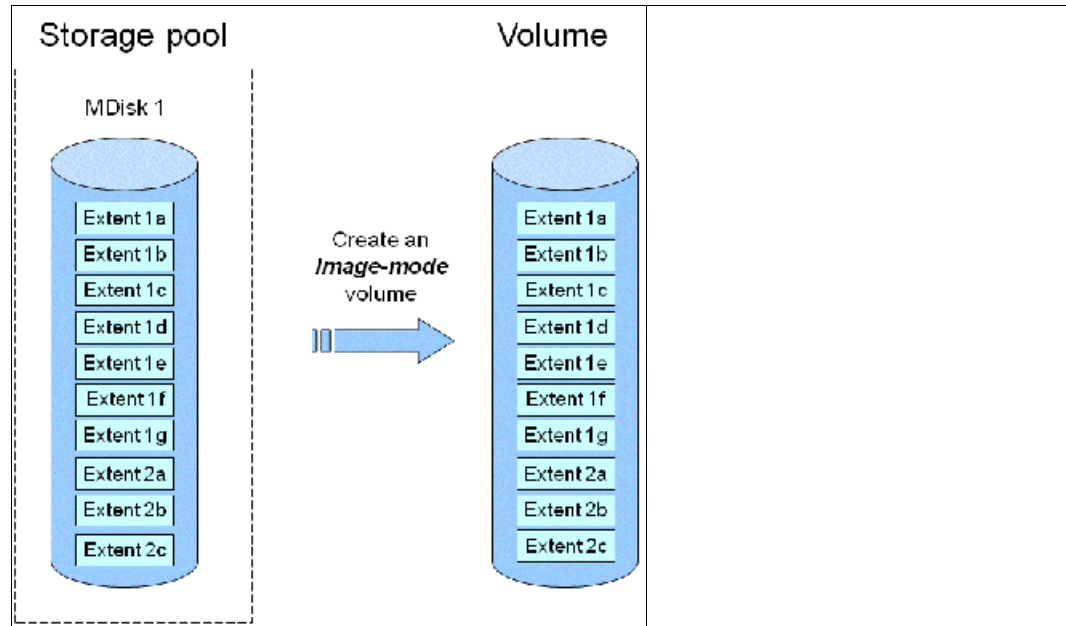 Storage pool
Volume
MDisk 1
Extent 1a
Extent 1b
Extent 1c
Extent 1d
Extent 1e
Extent 1f
Extent 1g
Extent 2a
Extent 2b
Extent 2c
Create an
Image-mode
volume
Extent 1a
Extent 1b
Extent 1c
Extent 1d
Extent 1e
Extent 1f
Extent 1g
Extent 2a
Extent 2b
Extent 2c